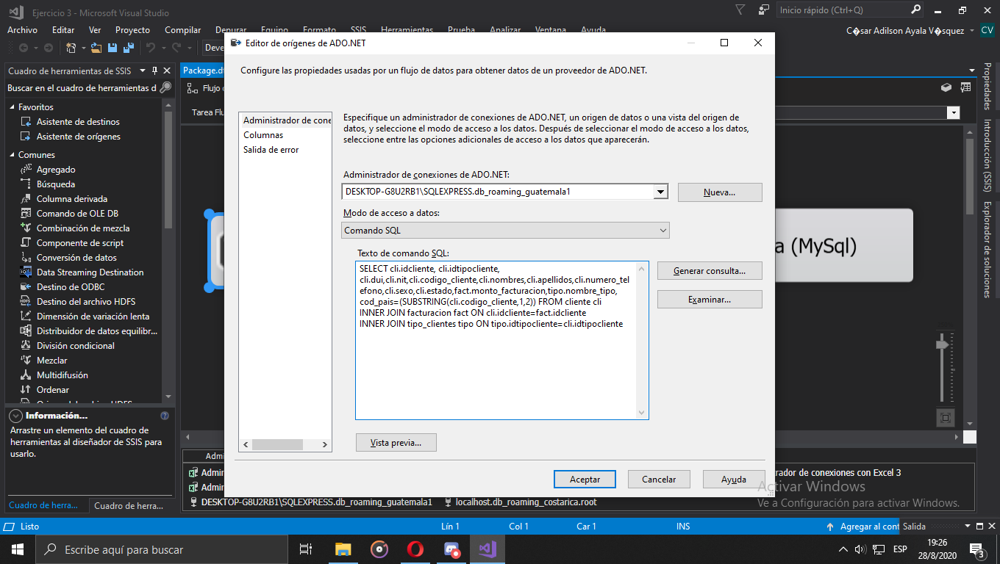 Ejercicio 3 - Microsoft Visual Studio
Inicio rápido (Ctrl+Q)
Archivo Editar Ver Proyecto Compilar Depurar Equipo Formato SSIS Herramientas Prueba Analizar Ventana Ayuda
C�sar Adilson Ayala V�squez
CV
Cuadro de herramientas de SSIS
Buscar en el cuadro de herramientas d
Favoritos
Asistente de destinos
Asistente de orígenes
Comunes
Agregado
Búsqueda
Columna derivada
Comando de OLE DB
Combinación de mezcla
Componente de script
Conversión de datos
Data Streaming Destination
Destino de ODBC
Destino del archivo HDFS
Dimensión de variación lenta
Distribuidor de datos equilibr...
División condicional
Mezclar
Multidifusión
Ordenar
Información...
Arrastre un elemento del cuadro de
herramientas al diseñador de SSIS para
usarlo.
Cuadro de herra...
Cuadro de herra...
Package.d
Flujo
Tarea Flu
Editor de orígenes de ADO.NET
Configure las propiedades usadas por un flujo de datos para obtener datos de un proveedor de ADO.NET.
Administrador de cone
Columnas
Salida de error
Especifique un administrador de conexiones de ADO.NET, un origen de datos o una vista del origen de
datos, y seleccione el modo de acceso a los datos. Después de seleccionar el modo de acceso a los datos,
seleccione entre las opciones adicionales de acceso a los datos que aparecerán.
Administrador de conexiones de ADO.NET:
DESKTOP-G8U2RB1\SQLEXPRESS.db_roaming_guatemala1
Nueva...
Modo de acceso a datos:
Comando SQL
Texto de comando SQL:
SELECT cli.idcliente, cli.idtipocliente,
cli.dui,cli.nit,cli.codigo_cliente,cli.nombres,cli.apellidos,cli.numero_tel
efono,cli.sexo,cli.estado,fact.monto_facturacion,tipo.nombre_tipo,
cod_pais=(SUBSTRING(cli.codigo_cliente,1,2)) FROM cliente cli
INNER JOIN facturacion fact ON cli.idcliente=fact.idcliente
INNER JOIN tipo_clientes tipo ON tipo.idtipocliente=cli.idtipocliente
Generar consulta...
Examinar...
Vista previa...
Aceptar
Cancelar
Ayuda
a (MySql)
Propiedades
Introducción (SSIS)
Explorador de soluciones
Admi
Admin
Admin
rador de conexiones con Excel 3
DESKTOP-G8U2RB1\SQLEXPRESS.db_roaming_guatemala1
localhost.db_roaming_costarica.root
Activar Windows
Ve a Configuración para activar Windows.
Listo
Lín 1
Col 1
Car 1
INS
Agregar al cont
Salida
Escribe aquí para buscar
ESP
19:26
28/8/2020
3